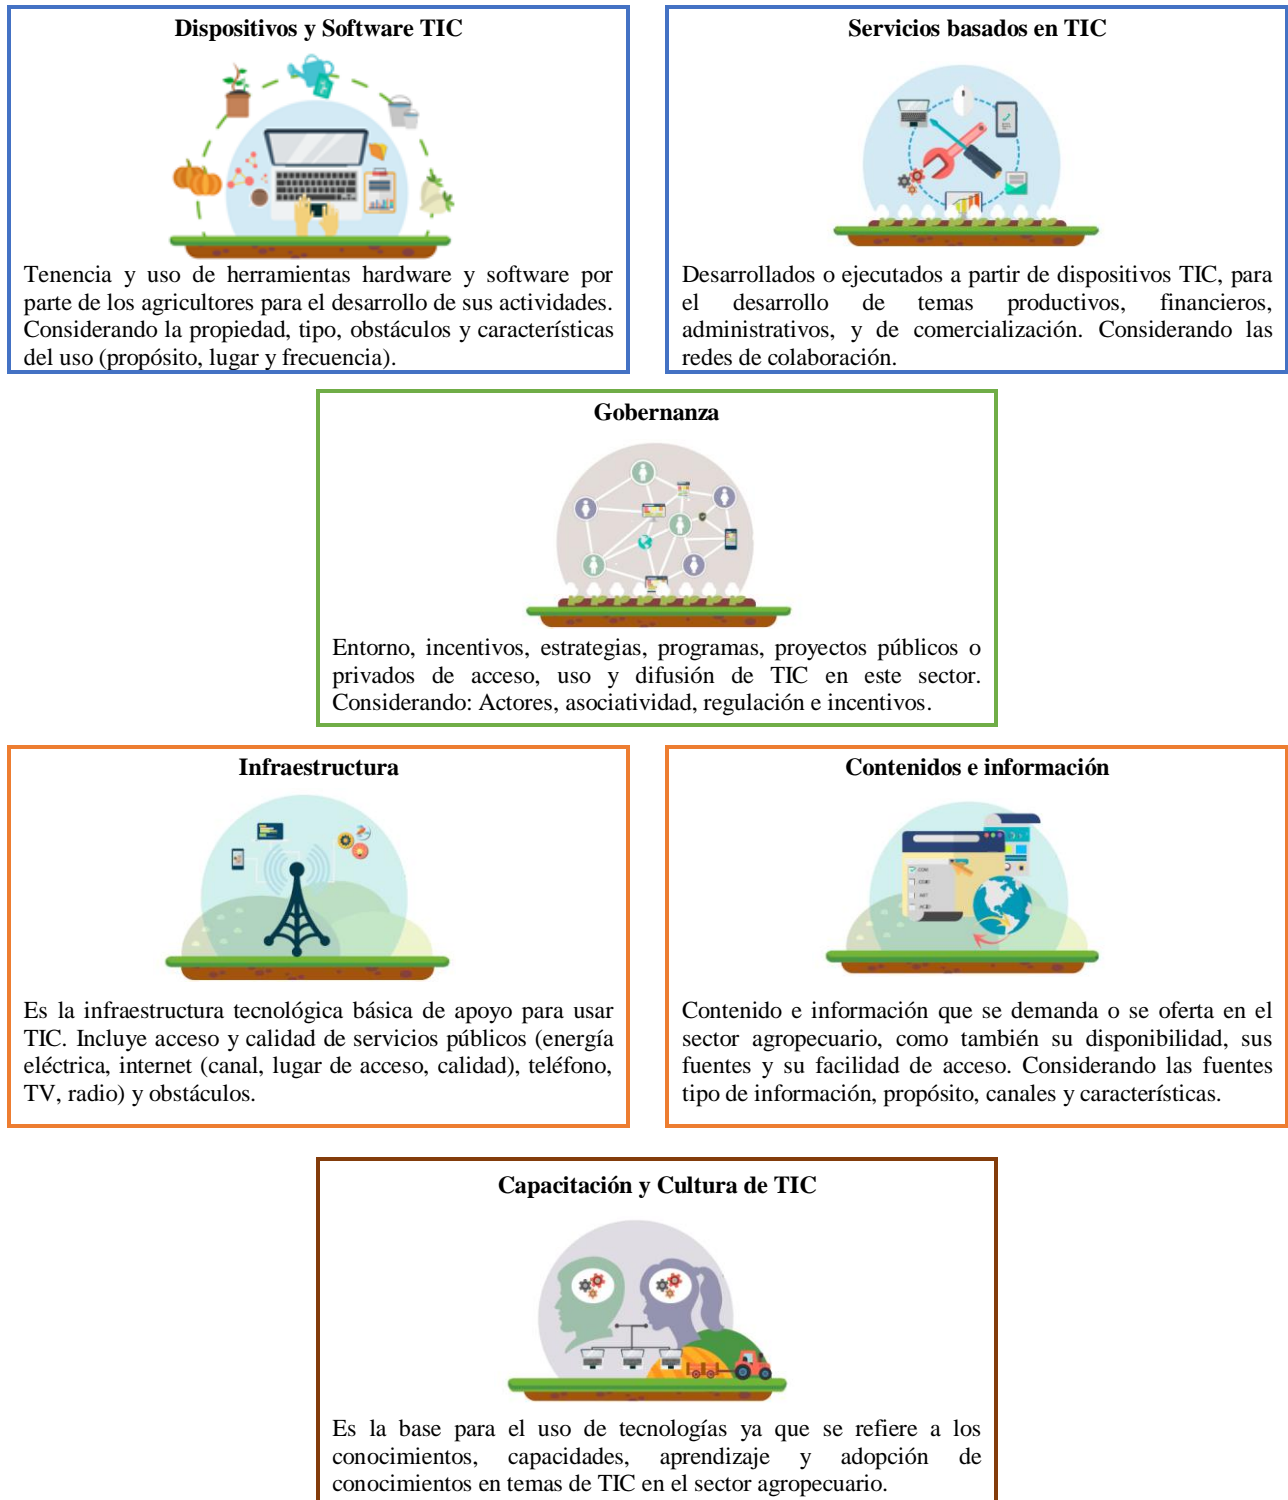 Dispositivos y Software TIC
Tenencia y uso de herramientas hardware y software por
parte de los agricultores para el desarrollo de sus actividades.
Considerando la propiedad, tipo, obstáculos y características
del uso (propósito, lugar y frecuencia).
Servicios basados en TIC
Desarrollados o ejecutados a partir de dispositivos TIC, para
el desarrollo de temas productivos, financieros,
administrativos, y de comercialización. Considerando las
redes de colaboración.
Gobernanza
Entorno, incentivos, estrategias, programas, proyectos públicos o
privados de acceso, uso y difusión de TIC en este sector.
Considerando: Actores, asociatividad, regulación e incentivos.
Infraestructura
Es la infraestructura tecnológica básica de apoyo para usar
TIC. Incluye acceso y calidad de servicios públicos (energía
eléctrica, internet (canal, lugar de acceso, calidad), teléfono,
TV, radio) y obstáculos.
Contenidos e información
Contenido e información que se demanda o se oferta en el
sector agropecuario, como también su disponibilidad, sus
fuentes y su facilidad de acceso. Considerando las fuentes
tipo de información, propósito, canales y características.
Capacitación y Cultura de TIC
Es la base para el uso de tecnologías ya que se refiere a los
conocimientos, capacidades, aprendizaje y adopción de
conocimientos en temas de TIC en el sector agropecuario.